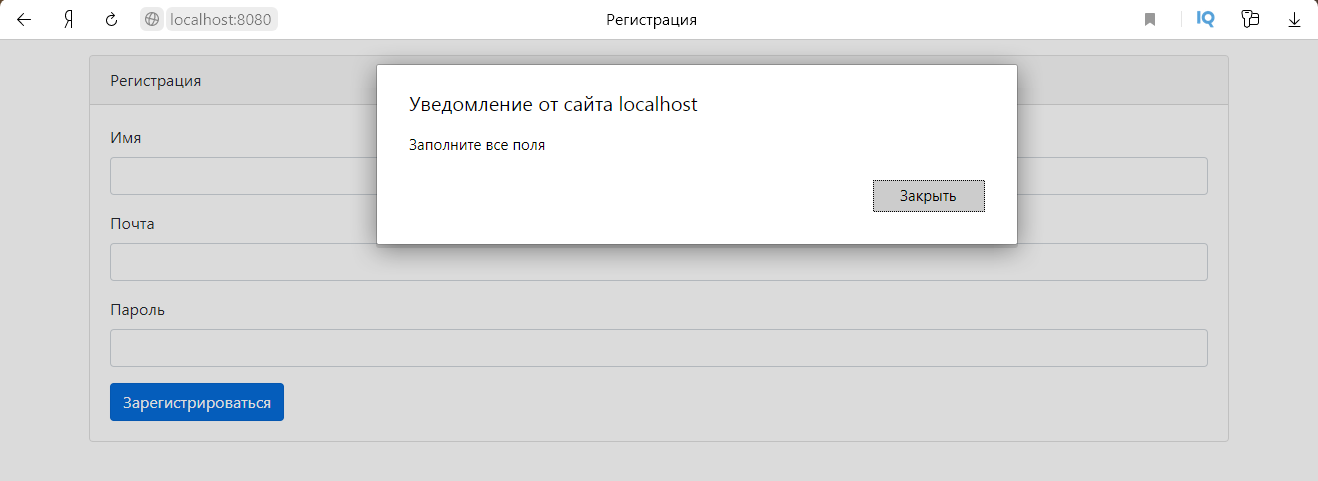 Я localhost:8080 Регистрация IQ
Регистрация
Уведомление от сайта localhost
Заполните все поля
Закрыть
Имя
Почта
Пароль
Зарегистрироваться